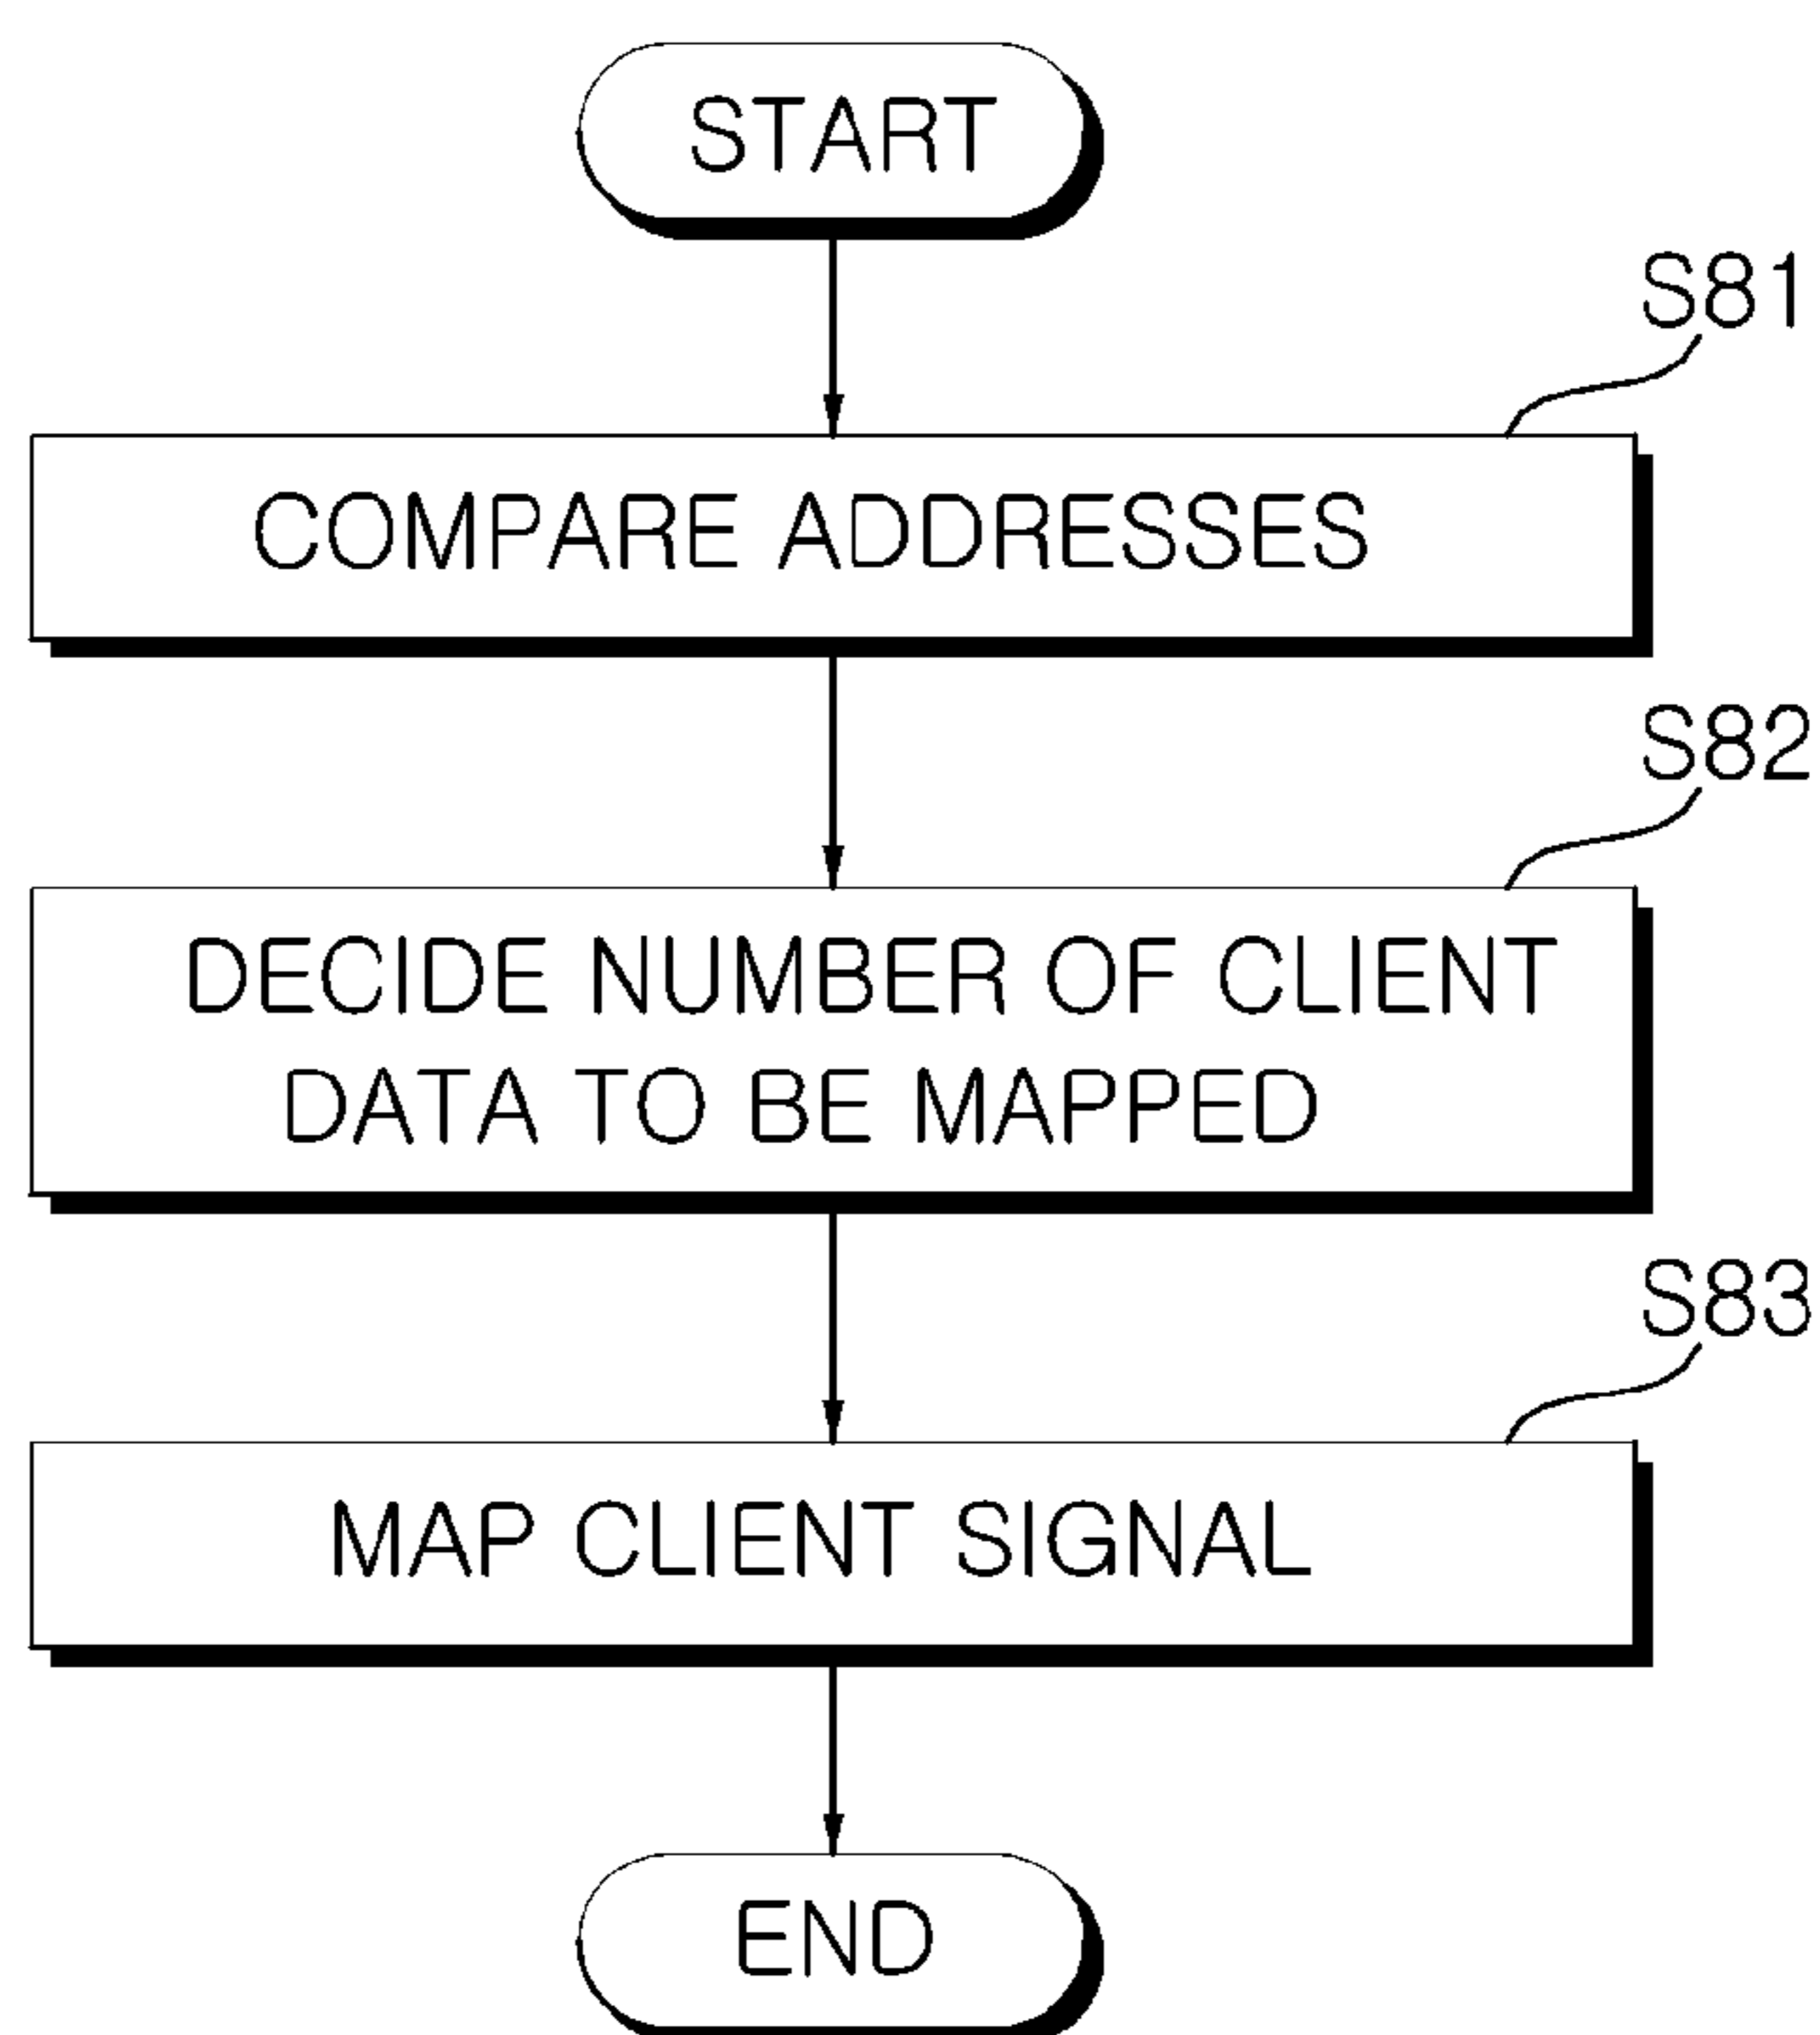 START
S81
COMPARE ADDRESSES
S82
DECIDE NUMBER OF CLIENT
DATA TO BE MAPPED
S83
MAP CLIENT SIGNAL
END